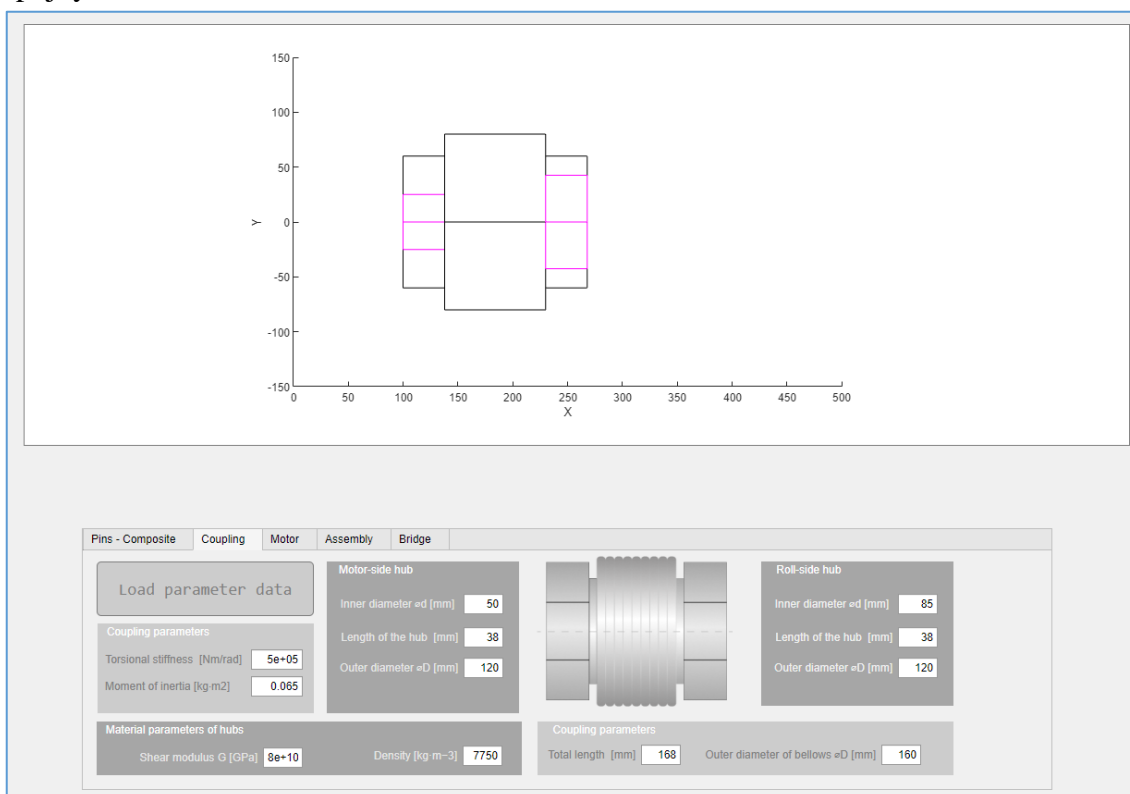 150
100
50
Y
0
-50
-100
-150
0 50 100 150 200 250 300 350 400 450 500
X
Pins - Composite Coupling Motor Assembly Bridge
Load parameter data
Coupling parameters
Torsional stiffness [Nm/rad] 5e+05
Moment of inertia [kg·m2] 0.065
Motor-side hub
Inner diameter ⌀d [mm] 50
Length of the hub [mm] 38
Outer diameter ⌀D [mm] 120
Roll-side hub
Inner diameter ⌀d [mm] 85
Length of the hub [mm] 38
Outer diameter ⌀D [mm] 120
Material parameters of hubs
Shear modulus G [GPa] 8e+10 Density [kg·m−3] 7750
Coupling parameters
Total length [mm] 168 Outer diameter of bellows ⌀D [mm] 160